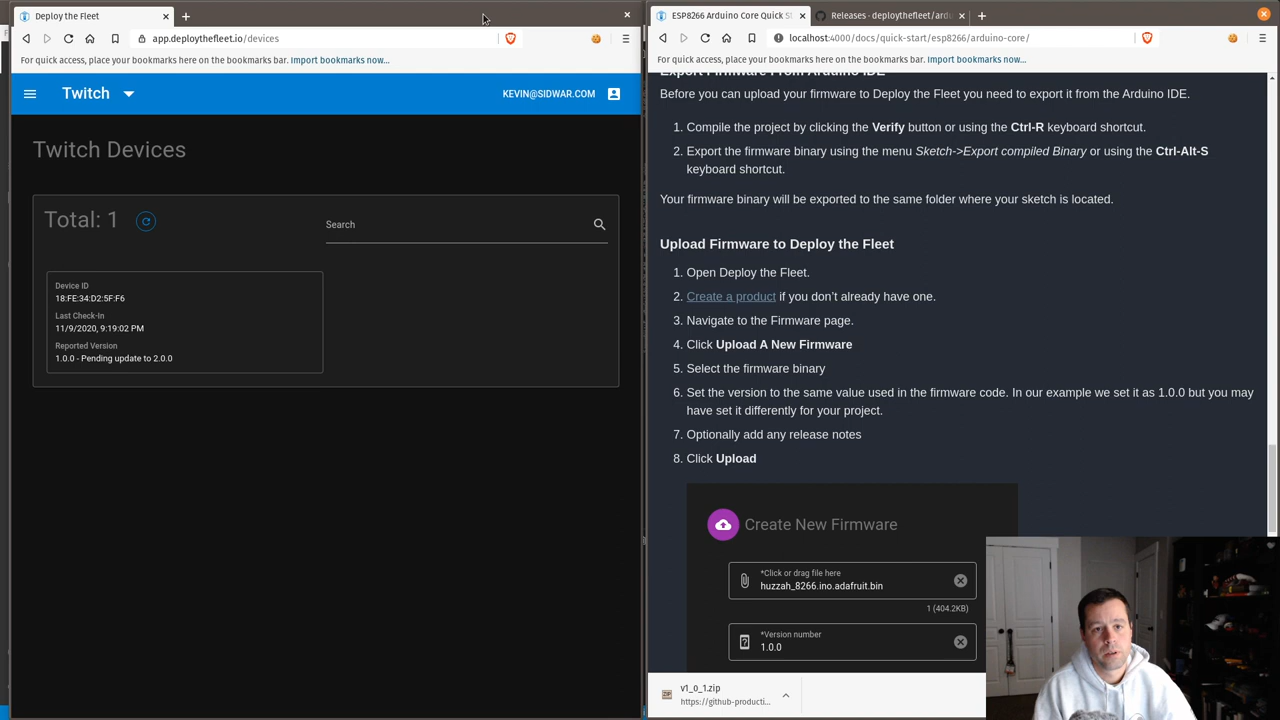 Deploy the Fleet
app.deploythefleet.io/devices
For quick access, place your bookmarks here on the bookmarks bar. Import bookmarks now...
Twitch
KEVIN@SIDWAR.COM
Twitch Devices
Total: 1
Search
Device ID
18:FE:34:D2:5F:F6
Last Check-In
11/9/2020, 9:19:02 PM
Reported Version
1.0.0 - Pending update to 2.0.0
ESP8266 Arduino Core Quick St
Releases · deploythefleet/ardu
localhost:4000/docs/quick-start/esp8266/arduino-core/
For quick access, place your bookmarks here on the bookmarks bar. Import bookmarks now...
Export Firmware From Arduino IDE
Before you can upload your firmware to Deploy the Fleet you need to export it from the Arduino IDE.
1. Compile the project by clicking the Verify button or using the Ctrl-R keyboard shortcut.
2. Export the firmware binary using the menu Sketch->Export compiled Binary or using the Ctrl-Alt-S
keyboard shortcut.
Your firmware binary will be exported to the same folder where your sketch is located.
Upload Firmware to Deploy the Fleet
1. Open Deploy the Fleet.
2. Create a product if you don’t already have one.
3. Navigate to the Firmware page.
4. Click Upload A New Firmware
5. Select the firmware binary
6. Set the version to the same value used in the firmware code. In our example we set it as 1.0.0 but you may
have set it differently for your project.
7. Optionally add any release notes
8. Click Upload
Create New Firmware
*Click or drag file here
huzzah_8266.ino.adafruit.bin
1 (404.2KB)
*Version number
1.0.0
v1_0_1.zip
https://github-producti...